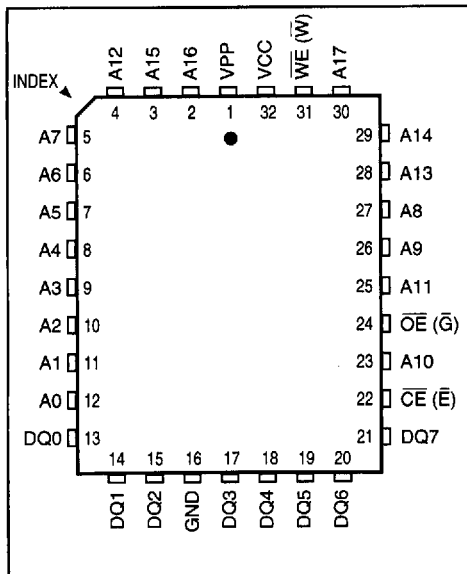 A12 A15 A16 VPP VCC W̅E̅ (W̅) A17
INDEX
4 3 2 1 32 31 30
A7 5 29 A14
A6 6 28 A13
A5 7 27 A8
A4 8 26 A9
A3 9 25 A11
A2 10 24 O̅E̅ (G̅)
A1 11 23 A10
A0 12 22 C̅E̅ (E̅)
DQ0 13 21 DQ7
14 15 16 17 18 19 20
DQ1 DQ2 GND DQ3 DQ4 DQ5 DQ6